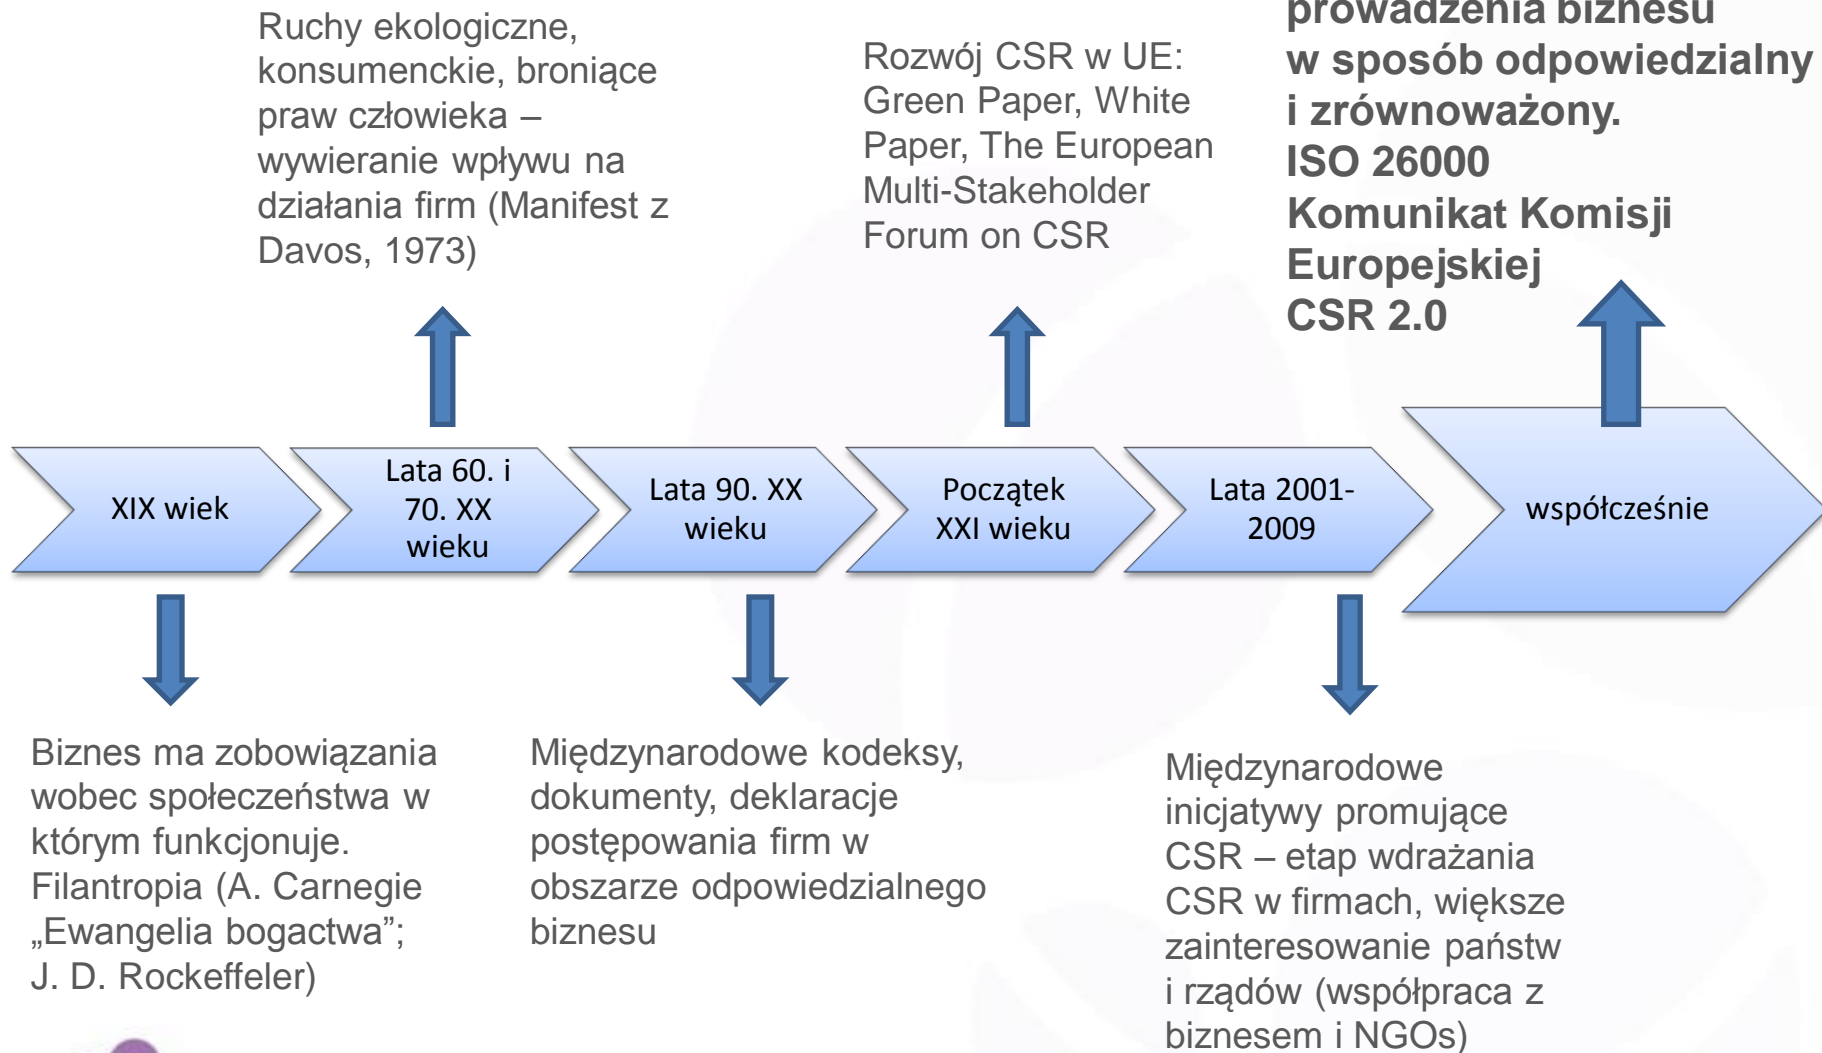 Ruchy ekologiczne,
konsumenckie, broniące
praw człowieka –
wywieranie wpływu na
działania firm (Manifest z
Davos, 1973)
Rozwój CSR w UE:
Green Paper, White
Paper, The European
Multi-Stakeholder
Forum on CSR
prowadzenia biznesu
w sposób odpowiedzialny
i zrównoważony.
ISO 26000
Komunikat Komisji
Europejskiej
CSR 2.0
XIX wiek
Lata 60. i
70. XX
wieku
Lata 90. XX
wieku
Początek
XXI wieku
Lata 2001-
2009
współcześnie
Biznes ma zobowiązania
wobec społeczeństwa w
którym funkcjonuje.
Filantropia (A. Carnegie
„Ewangelia bogactwa”;
J. D. Rockeffeler)
Międzynarodowe kodeksy,
dokumenty, deklaracje
postępowania firm w
obszarze odpowiedzialnego
biznesu
Międzynarodowe
inicjatywy promujące
CSR – etap wdrażania
CSR w firmach, większe
zainteresowanie państw
i rządów (współpraca z
biznesem i NGOs)